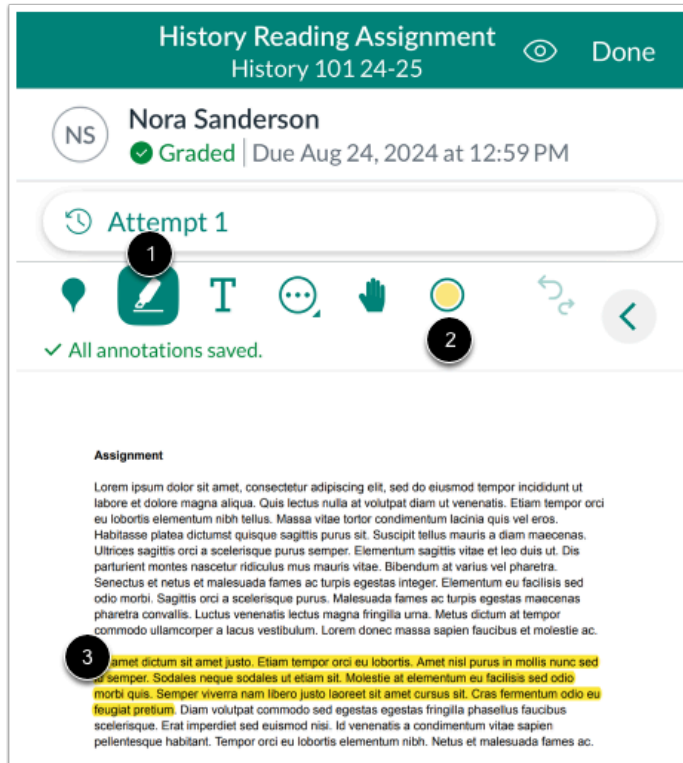 History Reading Assignment
History 101 24-25
Done
NS
Nora Sanderson
Graded | Due Aug 24, 2024 at 12:59 PM
Attempt 1
1
T
2
All annotations saved.
Assignment
Lorem ipsum dolor sit amet, consectetur adipiscing elit, sed do eiusmod tempor incididunt ut
labore et dolore magna aliqua. Quis lectus nulla at volutpat diam ut venenatis. Etiam tempor orci
eu lobortis elementum nibh tellus. Massa vitae tortor condimentum lacinia quis vel eros.
Habitasse platea dictumst quisque sagittis purus sit. Suscipit tellus mauris a diam maecenas.
Ultrices sagittis orci a scelerisque purus semper. Elementum sagittis vitae et leo duis ut. Dis
parturient montes nascetur ridiculus mus mauris vitae. Bibendum at varius vel pharetra.
Senectus et netus et malesuada fames ac turpis egestas integer. Elementum eu facilisis sed
odio morbi. Sagittis orci a scelerisque purus. Malesuada fames ac turpis egestas maecenas
pharetra convallis. Luctus venenatis lectus magna fringilla urna. Metus dictum at tempor
commodo ullamcorper a lacus vestibulum. Lorem donec massa sapien faucibus et molestie ac.
3
amet dictum sit amet justo. Etiam tempor orci eu lobortis. Amet nisl purus in mollis nunc sed
semper. Sodales neque sodales ut etiam sit. Molestie at elementum eu facilisis sed odio
morbi quis. Semper viverra nam libero justo laoreet sit amet cursus sit. Cras fermentum odio eu
feugiat pretium. Diam volutpat commodo sed egestas egestas fringilla phasellus faucibus
scelerisque. Erat imperdiet sed euismod nisi. Id venenatis a condimentum vitae sapien
pellentesque habitant. Tempor orci eu lobortis elementum nibh. Netus et malesuada fames ac.